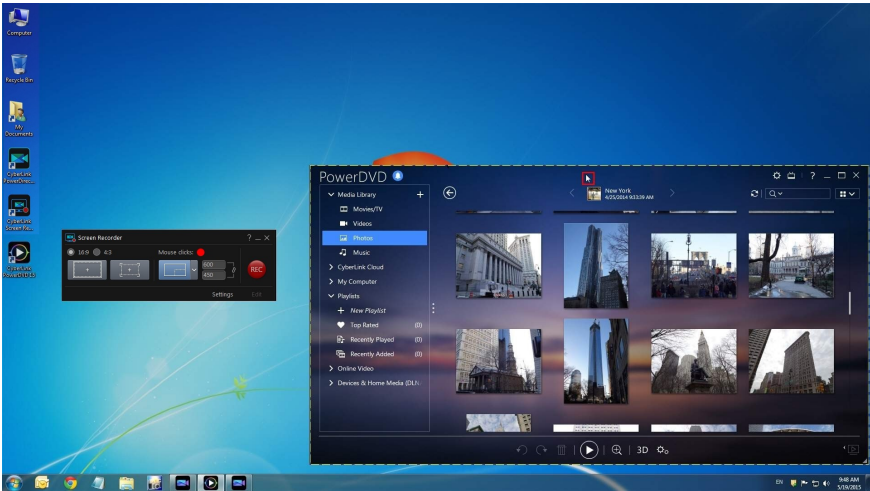 Computer
Recycle Bin
My
Documents
CyberLink
PowerDirec...
CyberLink
Screen Re...
CyberLink
PowerDVD 15
Screen Recorder
16:9
4:3
Mouse clicks:
600
450
REC
Settings
Edit
PowerDVD
Media Library
Movies/TV
Videos
Photos
Music
CyberLink Cloud
My Computer
Playlists
New Playlist
Top Rated (0)
Recently Played (0)
Recently Added (0)
Online Video
Devices & Home Media (DLN
New York
4/25/2014 9:33:39 AM
3D
EN
9:48 AM
5/19/2015